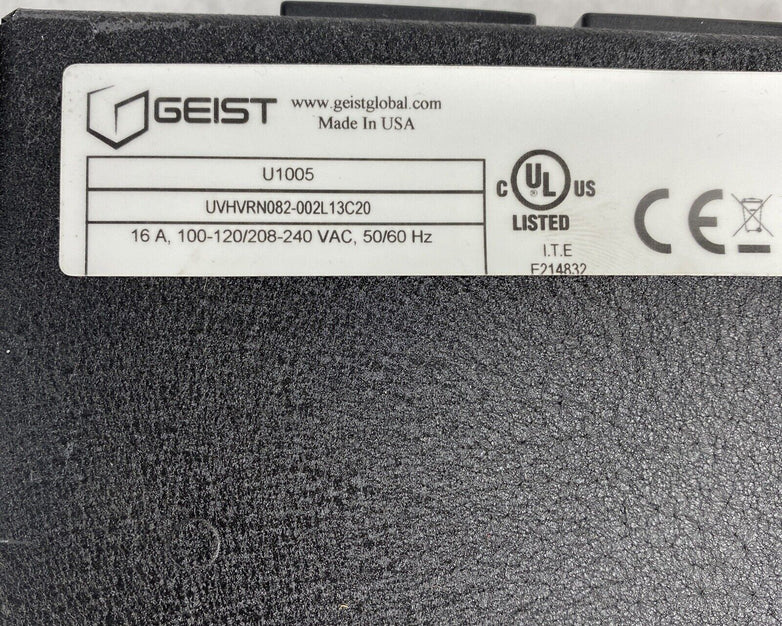 GEIST
www.geistglobal.com
Made In USA
U1005
UVHVRN082-002L13C20
16 A, 100-120/208-240 VAC, 50/60 Hz
C UL US
®
LISTED
I.T.E
E214832
CE